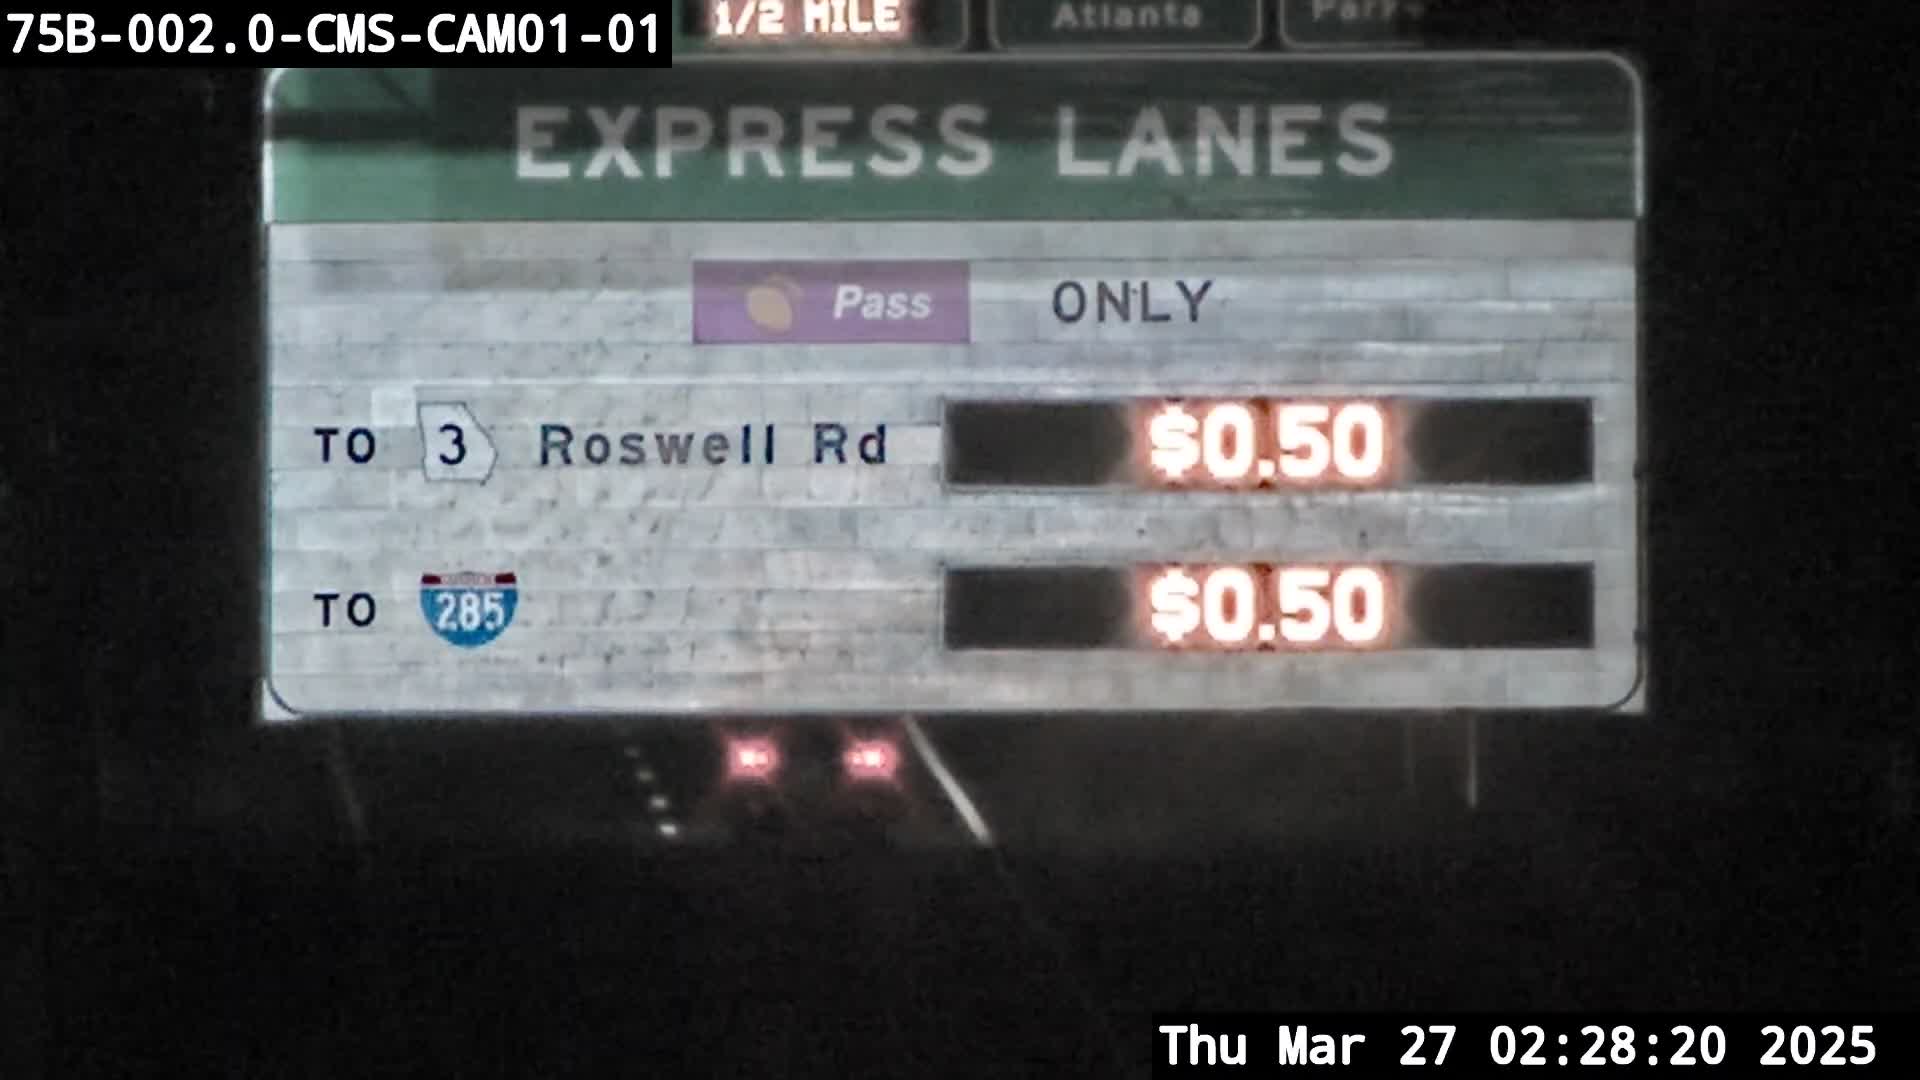 75B-002.0-CMS-CAM01-01
1/2 MILE
Atlanta
EXPRESS LANES
Pass ONLY
TO 3 Roswell Rd $0.50
TO 285 $0.50
Thu Mar 27 02:28:20 2025